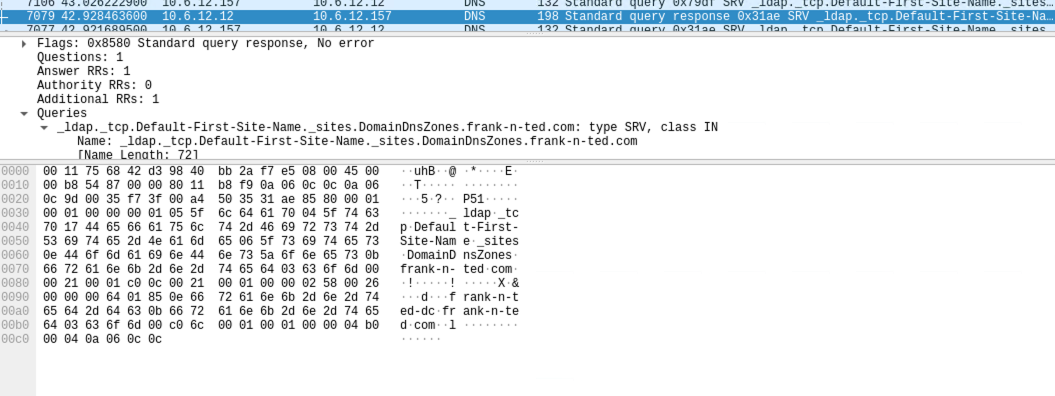 7106 43.026222900 10.6.12.157 10.6.12.12 DNS 132 Standard query 0x79df SRV _ldap._tcp.Default-First-Site-Name._sites…
7079 42.928463600 10.6.12.12 10.6.12.157 DNS 198 Standard query response 0x31ae SRV _ldap._tcp.Default-First-Site-Na…
7077 42.921689500 10.6.12.157 10.6.12.12 DNS 132 Standard query 0x31ae SRV _ldap._tcp.Default-First-Site-Name._sites
Flags: 0x8580 Standard query response, No error
Questions: 1
Answer RRs: 1
Authority RRs: 0
Additional RRs: 1
Queries
_ldap._tcp.Default-First-Site-Name._sites.DomainDnsZones.frank-n-ted.com: type SRV, class IN
Name: _ldap._tcp.Default-First-Site-Name._sites.DomainDnsZones.frank-n-ted.com
[Name Length: 72]
0000 00 11 75 68 42 d3 98 40 bb 2a f7 e5 08 00 45 00 ··uhB··@ ·*····E·
0010 00 b8 54 87 00 00 80 11 b8 f9 0a 06 0c 0c 0a 06 ··T····· ········
0020 0c 9d 00 35 f7 3f 00 a4 50 35 31 ae 85 80 00 01 ···5·?·· P51·····
0030 00 01 00 00 00 01 05 5f 6c 64 61 70 04 5f 74 63 ·······_ ldap·_tc
0040 70 17 44 65 66 61 75 6c 74 2d 46 69 72 73 74 2d p·Defaul t-First-
0050 53 69 74 65 2d 4e 61 6d 65 06 5f 73 69 74 65 73 Site-Nam e·_sites
0060 0e 44 6f 6d 61 69 6e 44 6e 73 5a 6f 6e 65 73 0b ·DomainD nsZones·
0070 66 72 61 6e 6b 2d 6e 2d 74 65 64 03 63 6f 6d 00 frank-n- ted·com·
0080 00 21 00 01 c0 0c 00 21 00 01 00 00 02 58 00 26 ·!·····! ·····X·&
0090 00 00 00 64 01 85 0e 66 72 61 6e 6b 2d 6e 2d 74 ···d···f rank-n-t
00a0 65 64 2d 64 63 0b 66 72 61 6e 6b 2d 6e 2d 74 65 ed-dc·fr ank-n-te
00b0 64 03 63 6f 6d 00 c0 6c 00 01 00 01 00 00 04 b0 d·com··l ········
00c0 00 04 0a 06 0c 0c ······